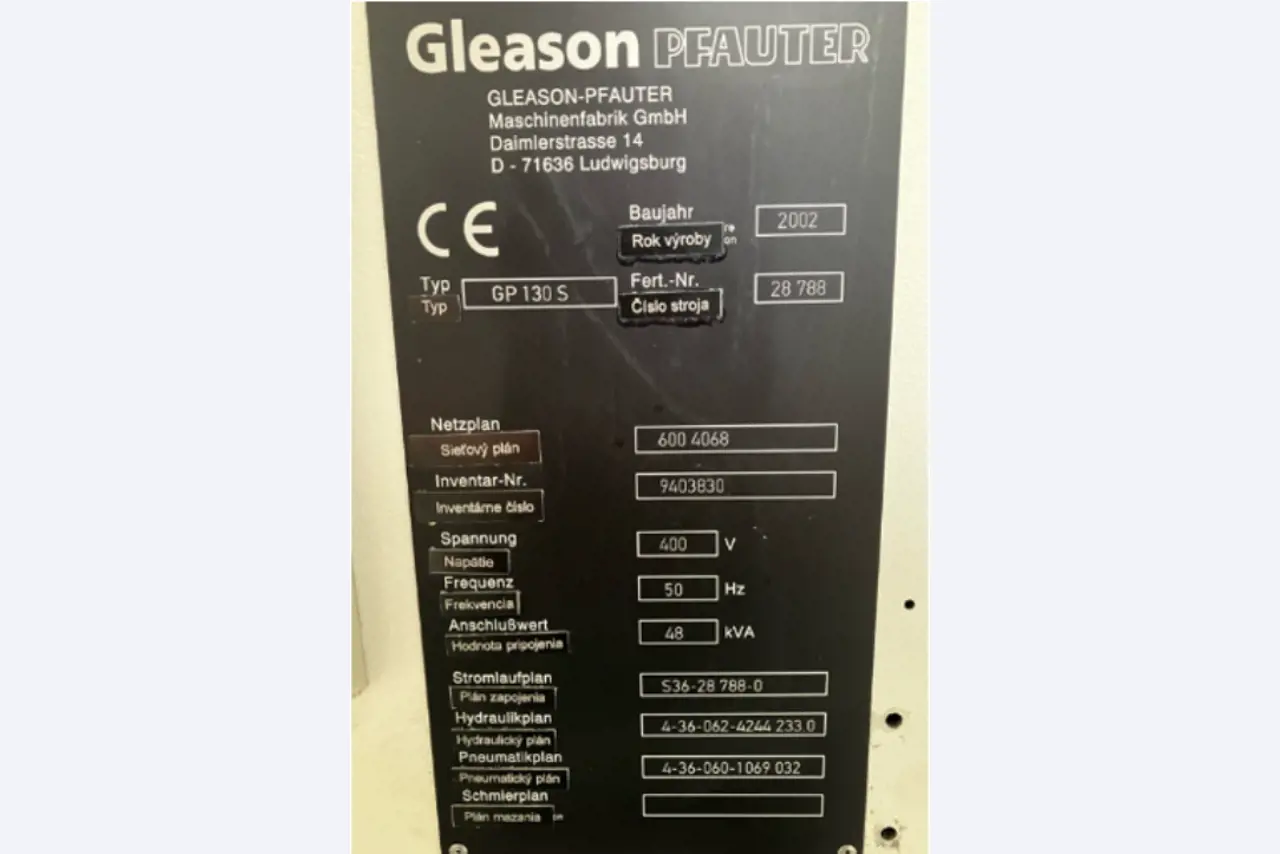 Gleason PFAUTER
GLEASON-PFAUTER
Maschinenfabrik GmbH
Daimlerstrasse 14
D - 71636 Ludwigsburg
CE
Baujahr 2002
Rok výroby
Typ GP 130 S
Typ
Fert.-Nr. 28 788
Číslo stroja
Netzplan 600 4068
Sieťový plán
Inventar-Nr. 9403830
Inventárne číslo
Spannung 400 V
Napätie
Frequenz 50 Hz
Frekvencia
Anschlußwert 48 kVA
Hodnota pripojenia
Stromlaufplan S36-28 788-0
Plán zapojenia
Hydraulikplan 4-36-062-4244 233.0
Hydraulický plán
Pneumatikplan 4-36-060-1069 032
Pneumatický plán
Schmierplan
Plán mazania